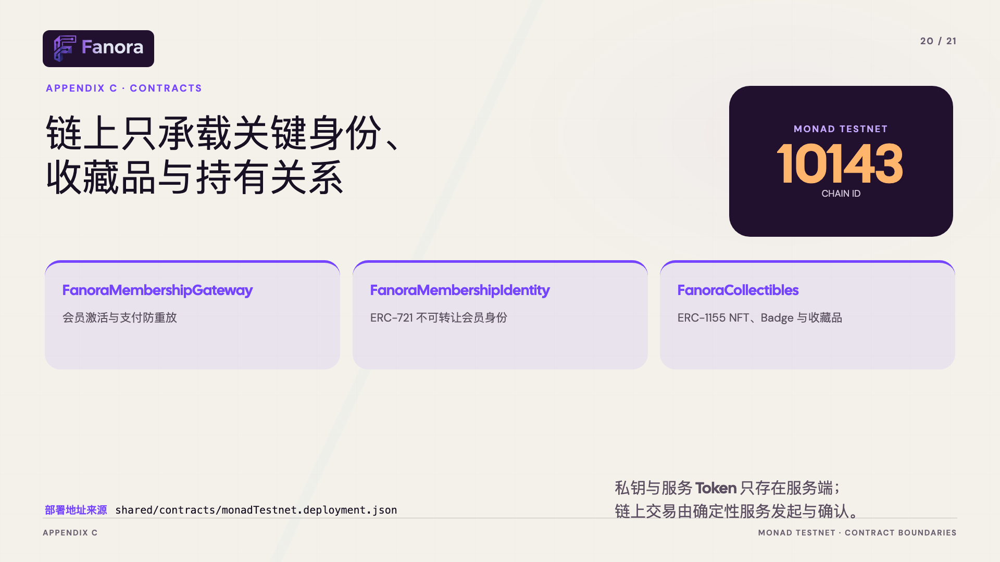 Fanora
20 / 21
APPENDIX C · CONTRACTS
链上只承载关键身份、
收藏品与持有关系
MONAD TESTNET
10143
CHAIN ID
FanoraMembershipGateway
会员激活与支付防重放
FanoraMembershipIdentity
ERC-721 不可转让会员身份
FanoraCollectibles
ERC-1155 NFT、Badge 与收藏品
私钥与服务 Token 只存在服务端；
链上交易由确定性服务发起与确认。
部署地址来源 shared/contracts/monadTestnet.deployment.json
APPENDIX C
MONAD TESTNET · CONTRACT BOUNDARIES